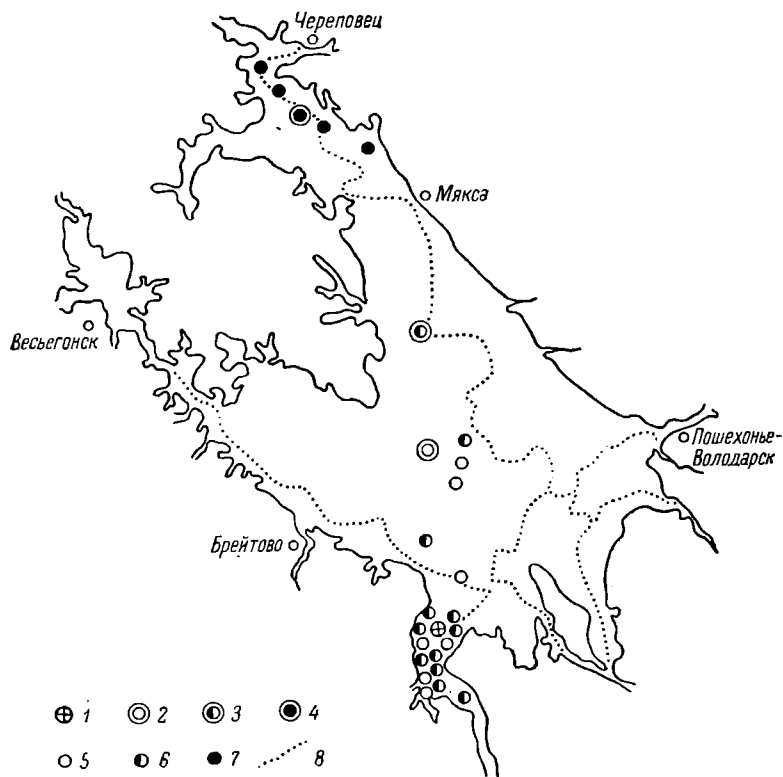 Череповец
Мякса
Весьегонск
Пошехонье-
Володарск
Брейтово
1 2 3 4
5 6 7 8